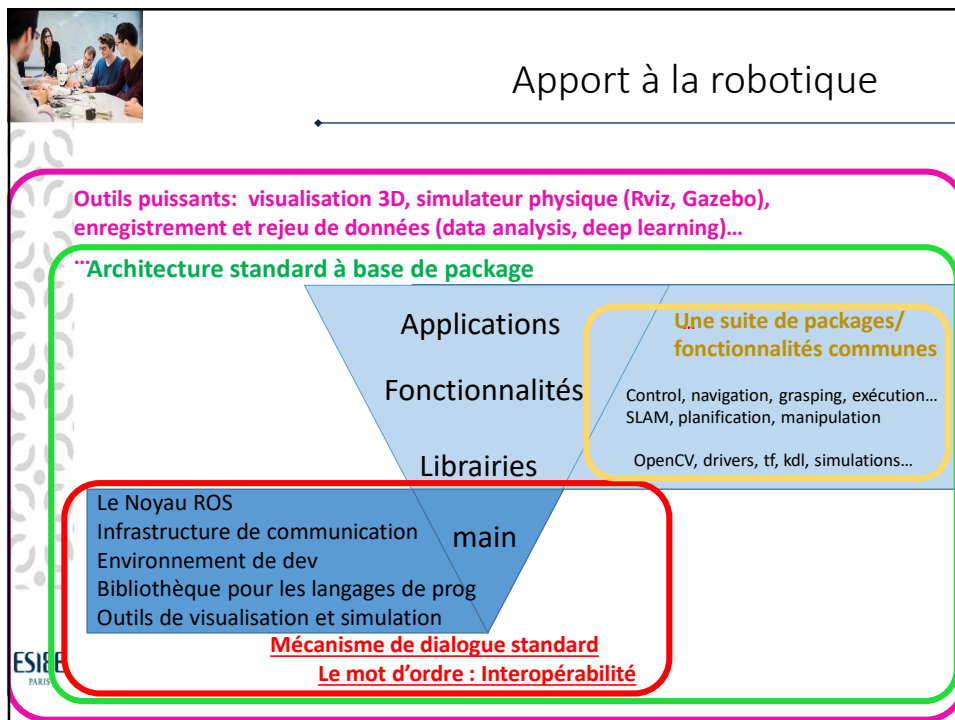 Apport à la robotique
Outils puissants: visualisation 3D, simulateur physique (Rviz, Gazebo),
enregistrement et rejeu de données (data analysis, deep learning)…
…
Architecture standard à base de package
Applications
Fonctionnalités
Librairies
…
Une suite de packages/
fonctionnalités communes
Control, navigation, grasping, exécution…
SLAM, planification, manipulation
OpenCV, drivers, tf, kdl, simulations…
Le Noyau ROS
Infrastructure de communication
Environnement de dev
Bibliothèque pour les langages de prog
Outils de visualisation et simulation
main
Mécanisme de dialogue standard
Le mot d’ordre : Interopérabilité
ESIEE
PARIS